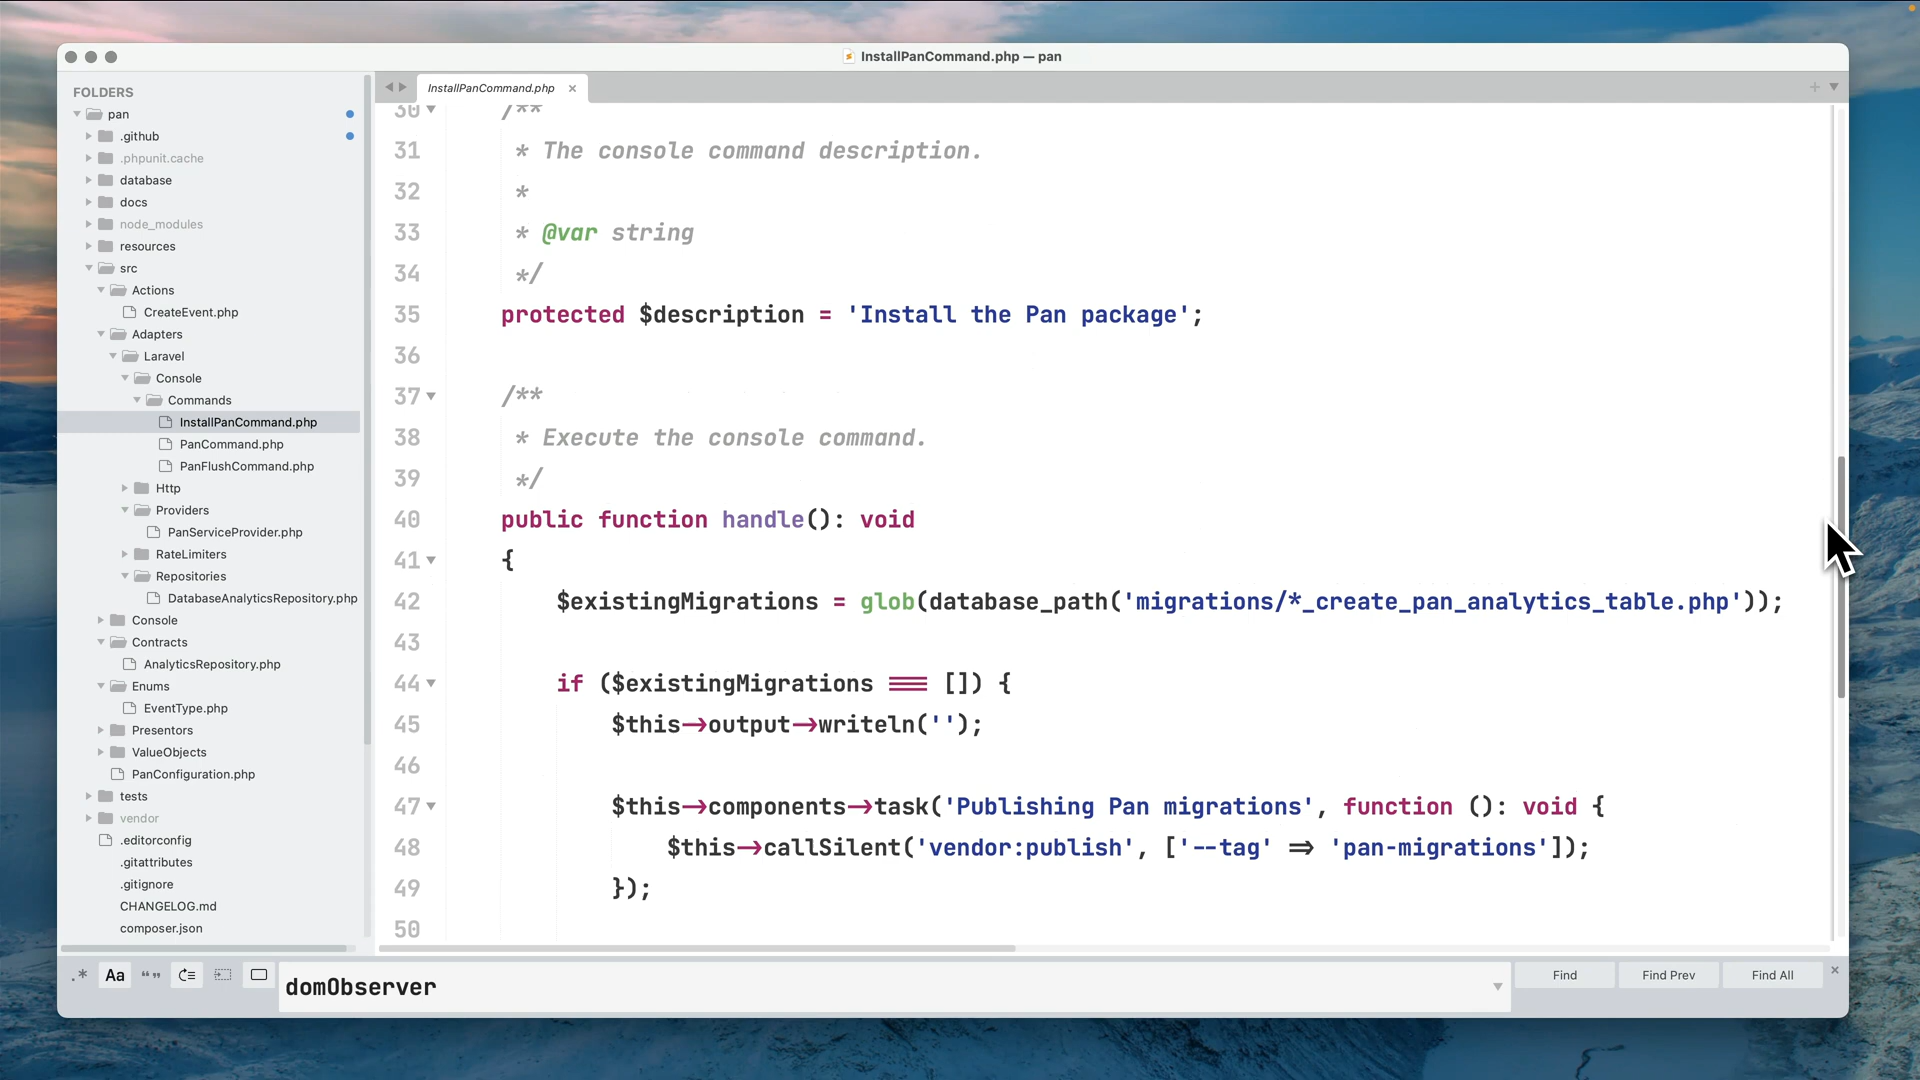 InstallPanCommand.php — pan
FOLDERS
pan
.github
.phpunit.cache
database
docs
node_modules
resources
src
Actions
CreateEvent.php
Adapters
Laravel
Console
Commands
InstallPanCommand.php
PanCommand.php
PanFlushCommand.php
Http
Providers
PanServiceProvider.php
RateLimiters
Repositories
DatabaseAnalyticsRepository.php
Console
Contracts
AnalyticsRepository.php
Enums
EventType.php
Presentors
ValueObjects
PanConfiguration.php
tests
vendor
.editorconfig
.gitattributes
.gitignore
CHANGELOG.md
composer.json
InstallPanCommand.php ×
30 /**
31 * The console command description.
32 *
33 * @var string
34 */
35 protected $description = 'Install the Pan package';
36
37 /**
38 * Execute the console command.
39 */
40 public function handle(): void
41 {
42 $existingMigrations = glob(database_path('migrations/*_create_pan_analytics_table.php'));
43
44 if ($existingMigrations === []) {
45 $this->output->writeln('');
46
47 $this->components->task('Publishing Pan migrations', function (): void {
48 $this->callSilent('vendor:publish', ['--tag' => 'pan-migrations']);
49 });
50
.* Aa “” domObserver Find Find Prev Find All ×